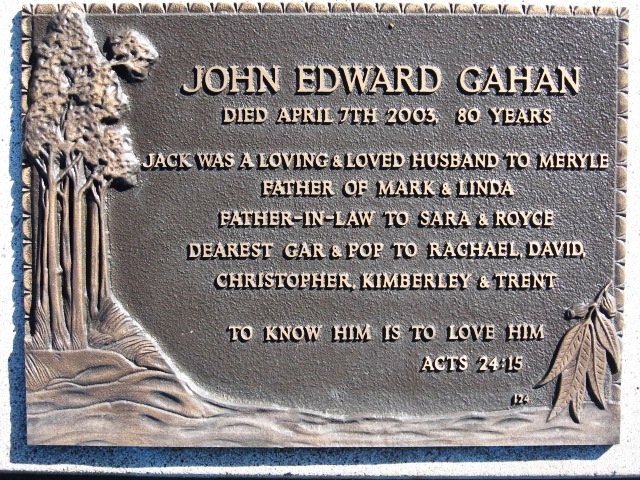 JOHN EDWARD GAHAN
DIED APRIL 7TH 2003, 80 YEARS
JACK WAS A LOVING & LOVED HUSBAND TO MERYLE
FATHER OF MARK & LINDA
FATHER-IN-LAW TO SARA & ROYCE
DEAREST GAR & POP TO RACHAEL, DAVID,
CHRISTOPHER, KIMBERLEY & TRENT
TO KNOW HIM IS TO LOVE HIM
ACTS 24:15
124